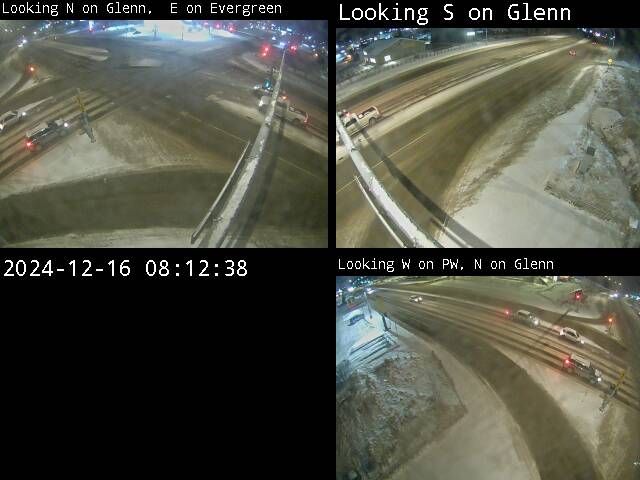 Looking N on Glenn, E on Evergreen
Looking S on Glenn
2024-12-16 08:12:38
Looking W on PW, N on Glenn